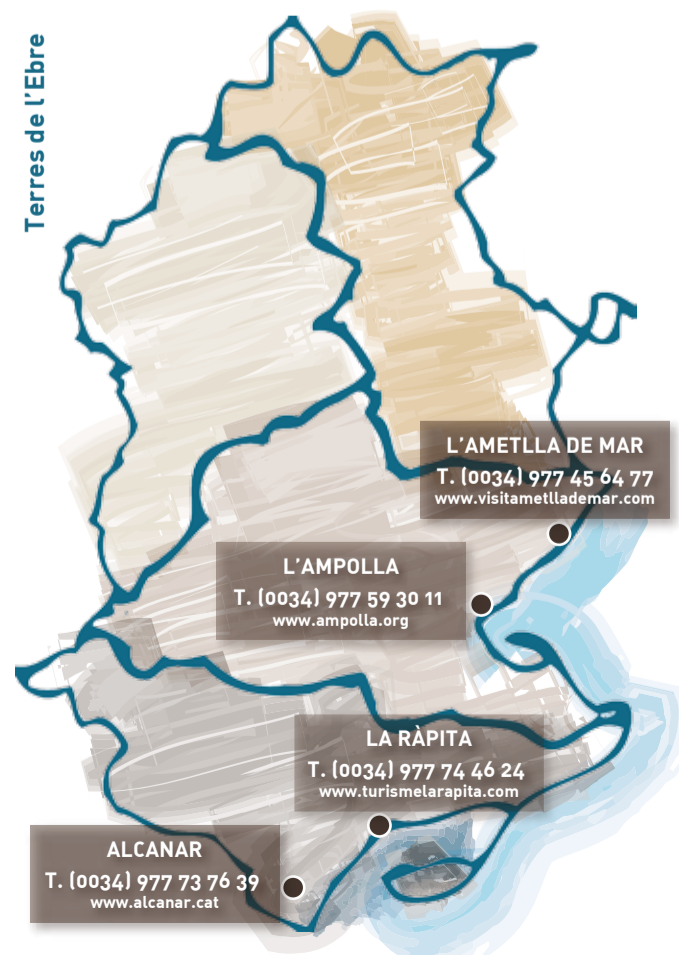 Terres de l'Ebre
L'AMETLLA DE MAR
T. (0034) 977 45 64 77
www.visitametllademar.com
L'AMPOLLA
T. (0034) 977 59 30 11
www.ampolla.org
LA RÀPITA
T. (0034) 977 74 46 24
www.turismelarapita.com
ALCANAR
T. (0034) 977 73 76 39
www.alcanar.cat